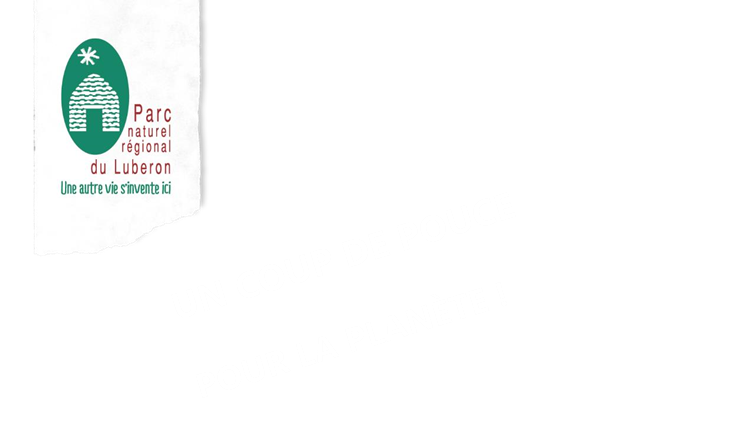 Parc
naturel
régional
du Luberon
Une autre vie s'invente ici